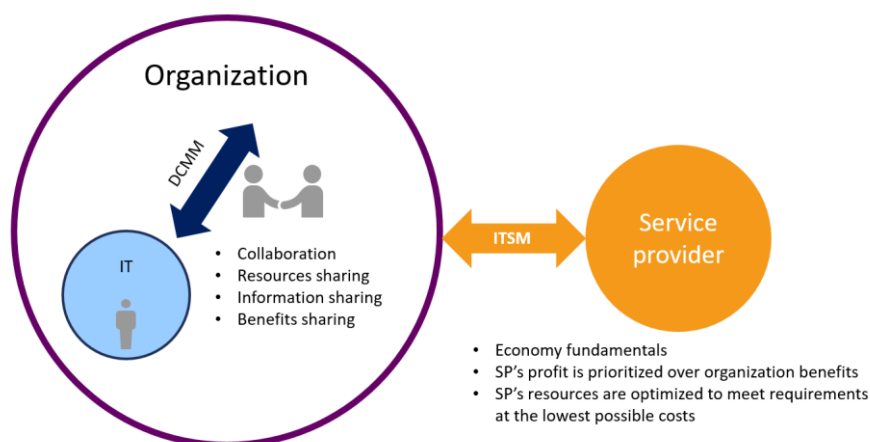 Organization
DCMM
IT
• Collaboration
• Resources sharing
• Information sharing
• Benefits sharing
ITSM
Service
provider
• Economy fundamentals
• SP's profit is prioritized over organization benefits
• SP's resources are optimized to meet requirements
at the lowest possible costs